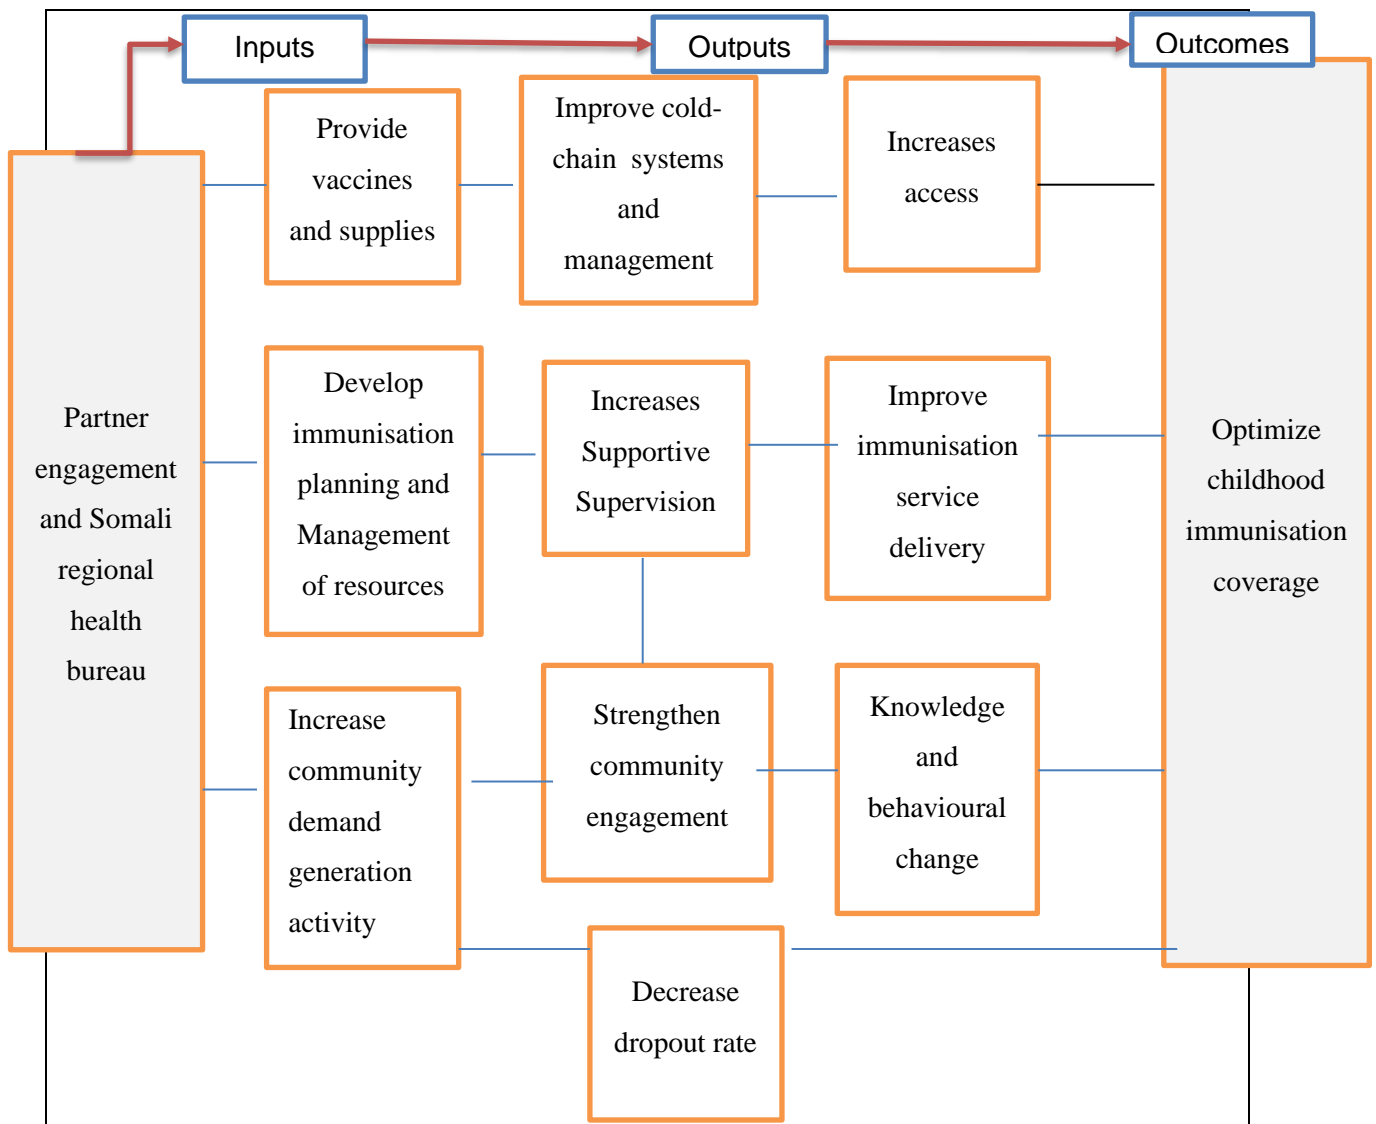 Inputs
Outputs
Outcomes
Provide
vaccines
and supplies
Improve cold-
chain systems
and
management
Increases
access
Partner
engagement
and Somali
regional
health
bureau
Develop
immunisation
planning and
Management
of resources
Increases
Supportive
Supervision
Improve
immunisation
service
delivery
Optimize
childhood
immunisation
coverage
Increase
community
demand
generation
activity
Strengthen
community
engagement
Knowledge
and
behavioural
change
Decrease
dropout rate